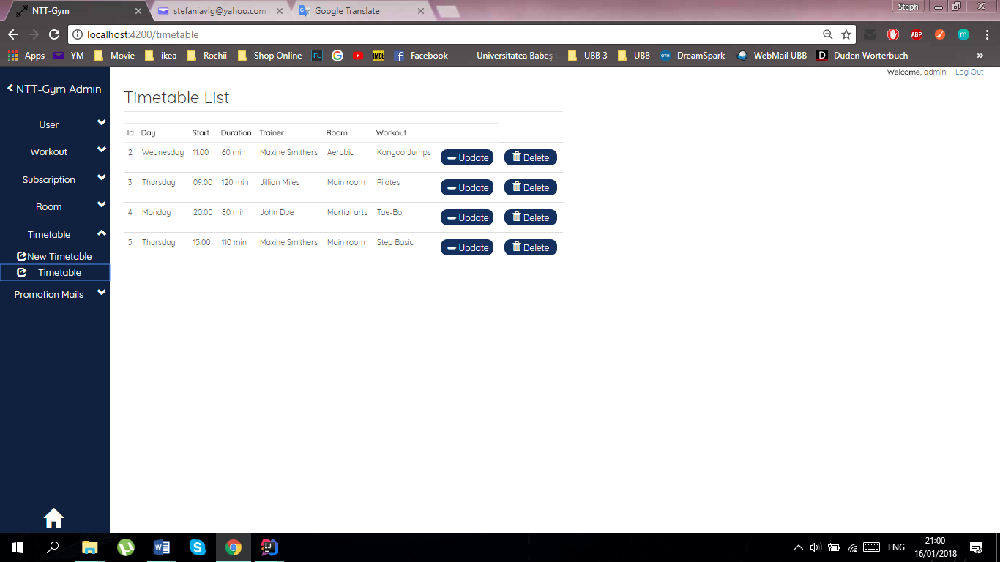 NTT-Gym stefaniavlg@yahoo.com Google Translate Steph
localhost:4200/timetable ABP m
Apps YM Movie ikea Rochii Shop Online FL G IMDb f Facebook Universitatea Babeș- UBB 3 UBB OTH DreamSpark WebMail UBB D Duden Worterbuch »
Welcome, admin! Log Out
NTT-Gym Admin
User
Workout
Subscription
Room
Timetable
New Timetable
Timetable
Promotion Mails
Timetable List
Id Day Start Duration Trainer Room Workout
2 Wednesday 11:00 60 min Maxine Smithers Aerobic Kangoo Jumps Update Delete
3 Thursday 09:00 120 min Jillian Miles Main room Pilates Update Delete
4 Monday 20:00 80 min John Doe Martial arts Tae-Bo Update Delete
5 Thursday 15:00 110 min Maxine Smithers Main room Step Basic Update Delete
ENG 21:00
16/01/2018